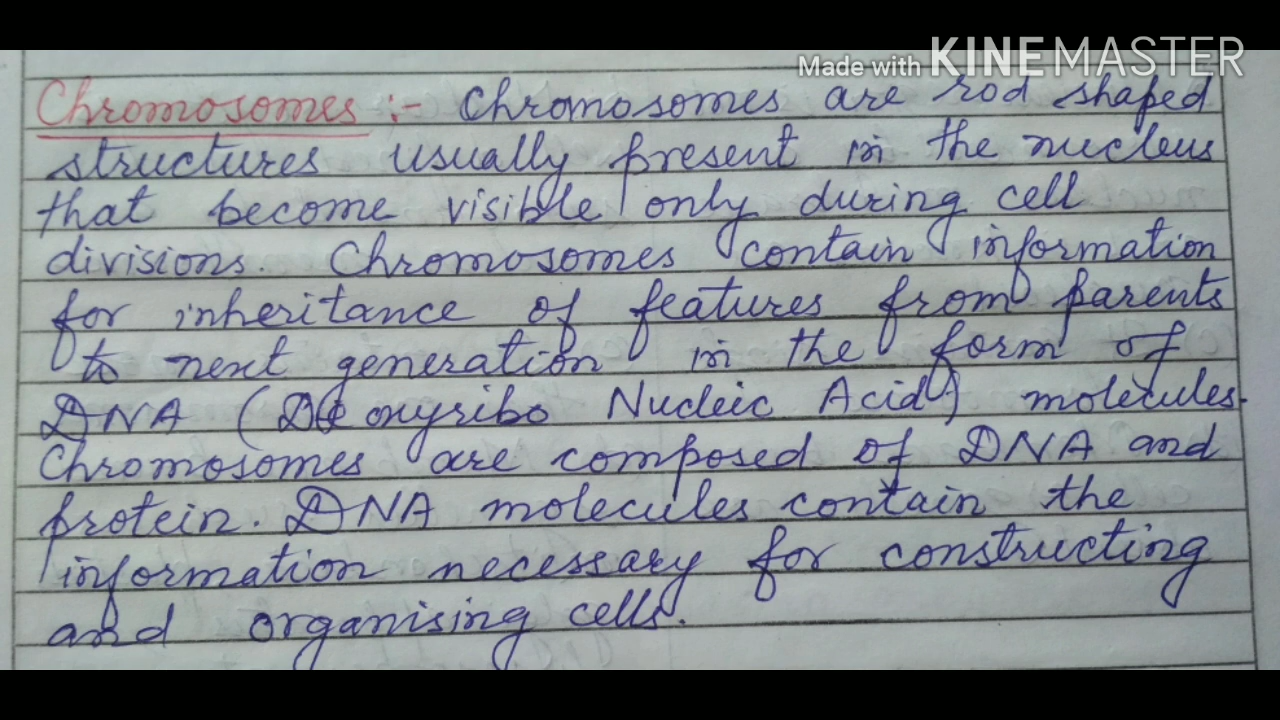 Made with KINEMASTER
Chromosomes :- Chromosomes are rod shaped
structures usually present in the nucleus
that become visible only during cell
divisions. Chromosomes contain information
for inheritance of features from parents
to next generation in the form of
DNA (Deoxyribo Nucleic Acid) molecules.
Chromosomes are composed of DNA and
protein. DNA molecules contain the
information necessary for constructing
and organising cells.